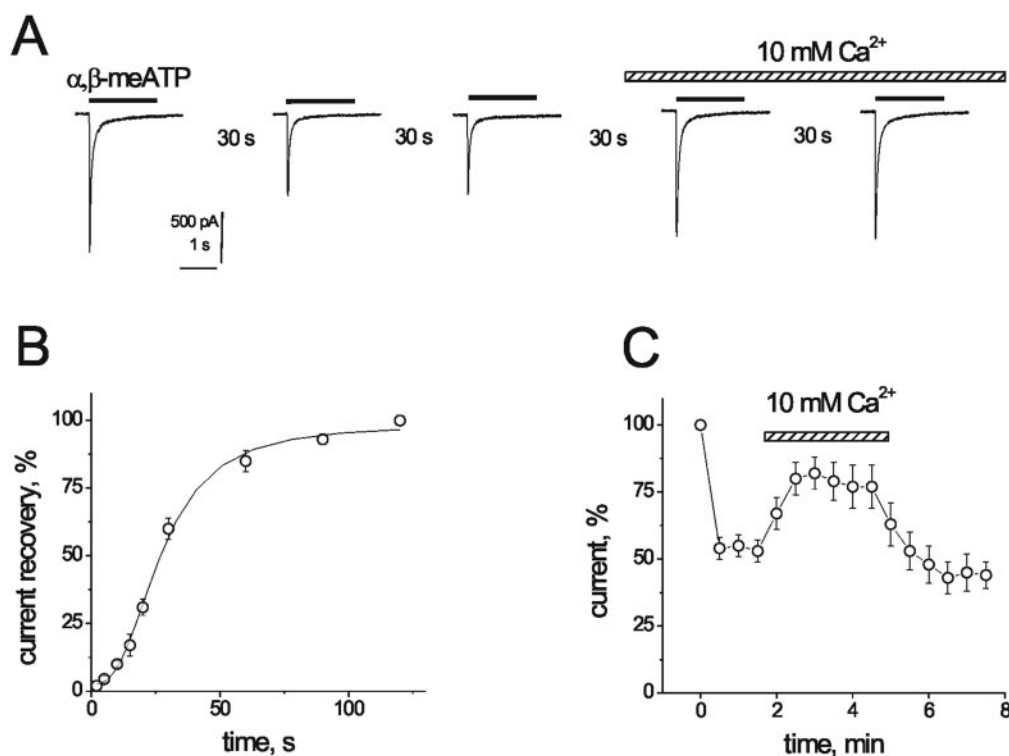 A
10 mM Ca²⁺
α,β-meATP
30 s 30 s 30 s 30 s
500 pA
1 s
B
100
75
50
25
0
0 50 100
current recovery, %
time, s
C
10 mM Ca²⁺
100
75
50
25
0
0 2 4 6 8
current, %
time, min